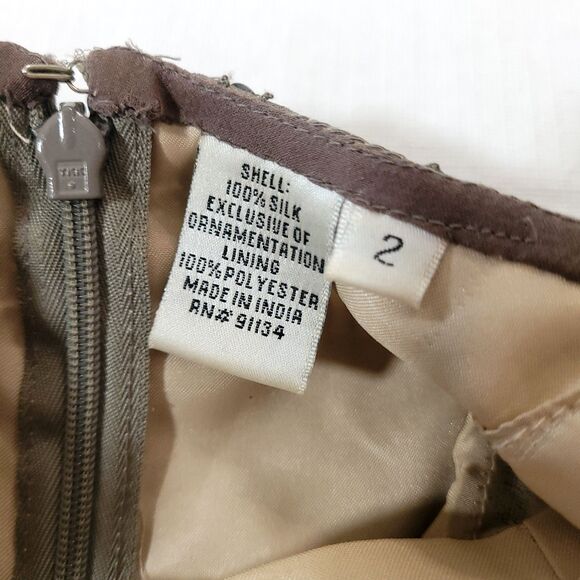 SHELL:
100% SILK
EXCLUSIVE OF
ORNAMENTATION
LINING
100% POLYESTER
MADE IN INDIA
RN# 91134
2